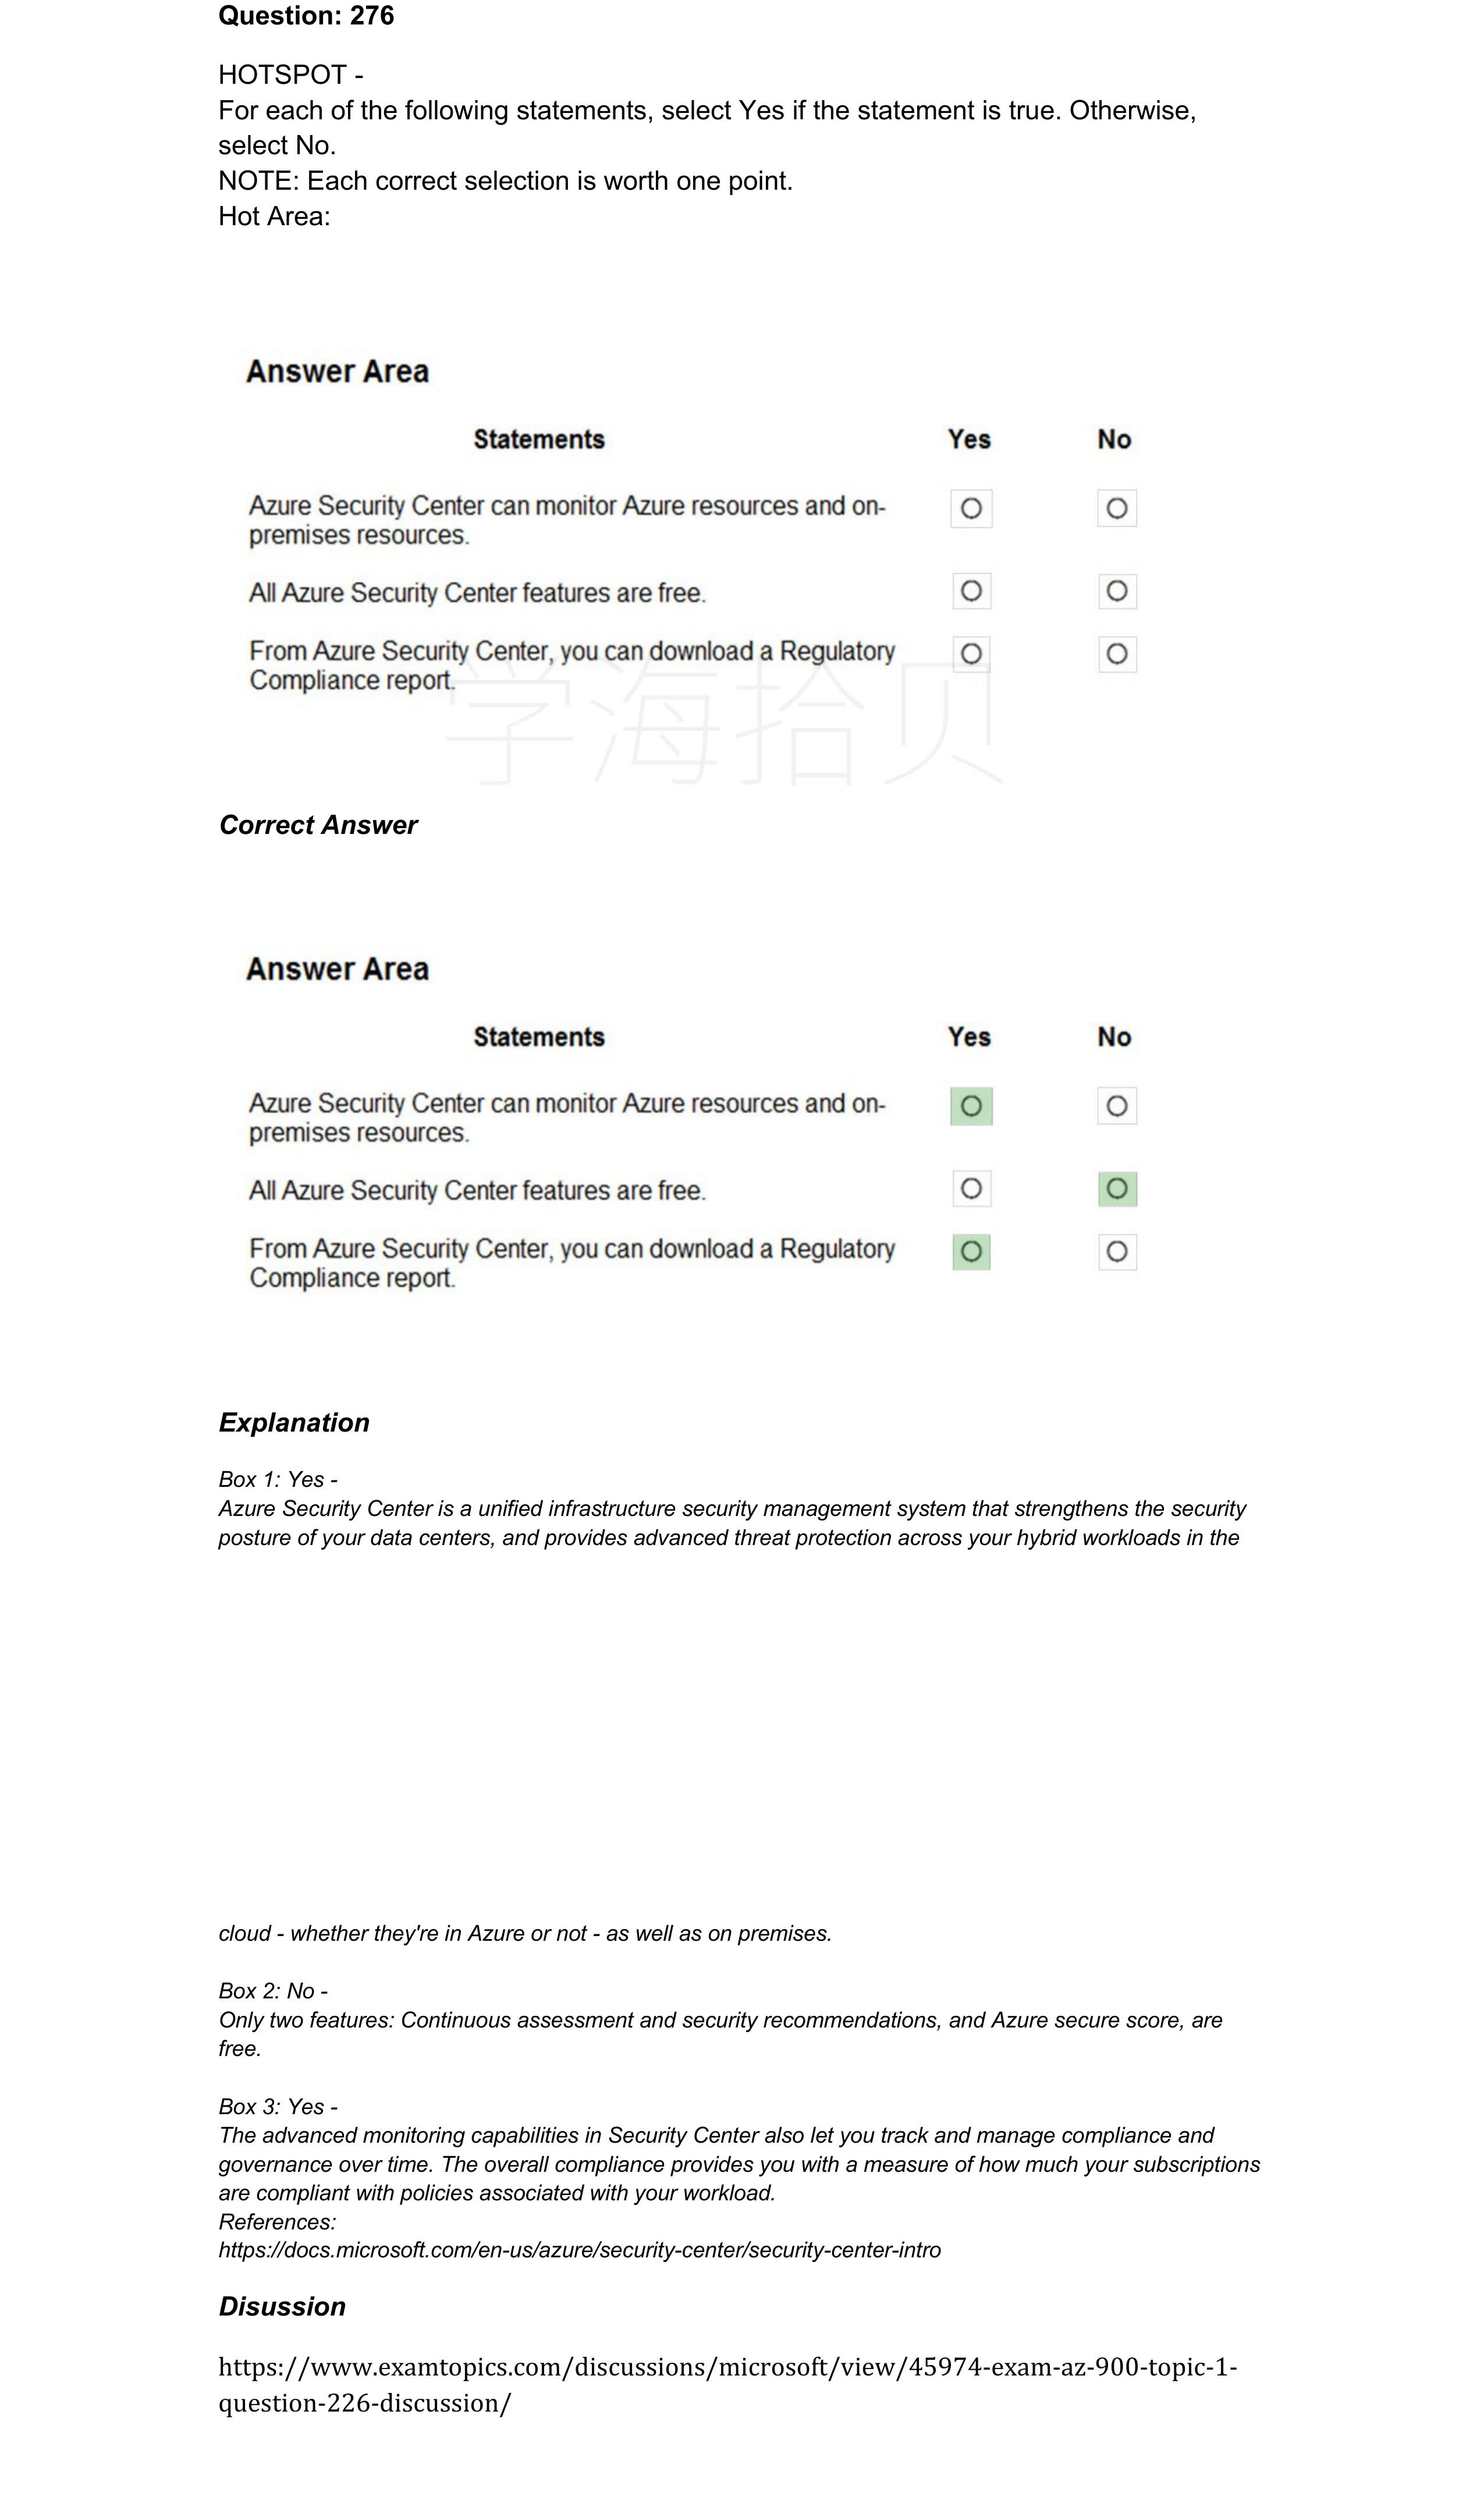 Question: 276
HOTSPOT -
For each of the following statements, select Yes if the statement is true. Otherwise,
select No.
NOTE: Each correct selection is worth one point.
Hot Area:
Answer Area
Statements Yes No
Azure Security Center can monitor Azure resources and on-
premises resources.
All Azure Security Center features are free.
From Azure Security Center, you can download a Regulatory
Compliance report.
学海拾贝
Correct Answer
Answer Area
Statements Yes No
Azure Security Center can monitor Azure resources and on-
premises resources.
All Azure Security Center features are free.
From Azure Security Center, you can download a Regulatory
Compliance report.
Explanation
Box 1: Yes -
Azure Security Center is a unified infrastructure security management system that strengthens the security
posture of your data centers, and provides advanced threat protection across your hybrid workloads in the
cloud - whether they're in Azure or not - as well as on premises.
Box 2: No -
Only two features: Continuous assessment and security recommendations, and Azure secure score, are
free.
Box 3: Yes -
The advanced monitoring capabilities in Security Center also let you track and manage compliance and
governance over time. The overall compliance provides you with a measure of how much your subscriptions
are compliant with policies associated with your workload.
References:
https://docs.microsoft.com/en-us/azure/security-center/security-center-intro
Disussion
https://www.examtopics.com/discussions/microsoft/view/45974-exam-az-900-topic-1-
question-226-discussion/